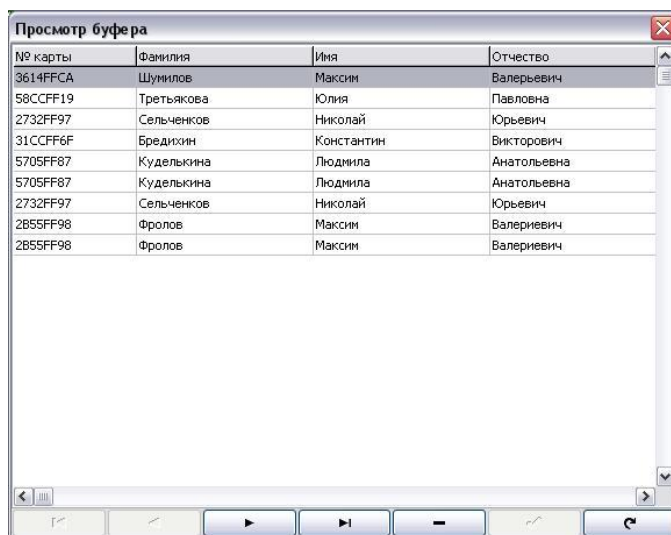 Просмотр буфера
№ карты Фамилия Имя Отчество
3614FFCA Шумилов Максим Валерьевич
58CCFF19 Третьякова Юлия Павловна
2732FF97 Сельченков Николай Юрьевич
31CCFF6F Бредихин Константин Викторович
5705FF87 Куделькина Людмила Анатольевна
5705FF87 Куделькина Людмила Анатольевна
2732FF97 Сельченков Николай Юрьевич
2B55FF98 Фролов Максим Валериевич
2B55FF98 Фролов Максим Валериевич